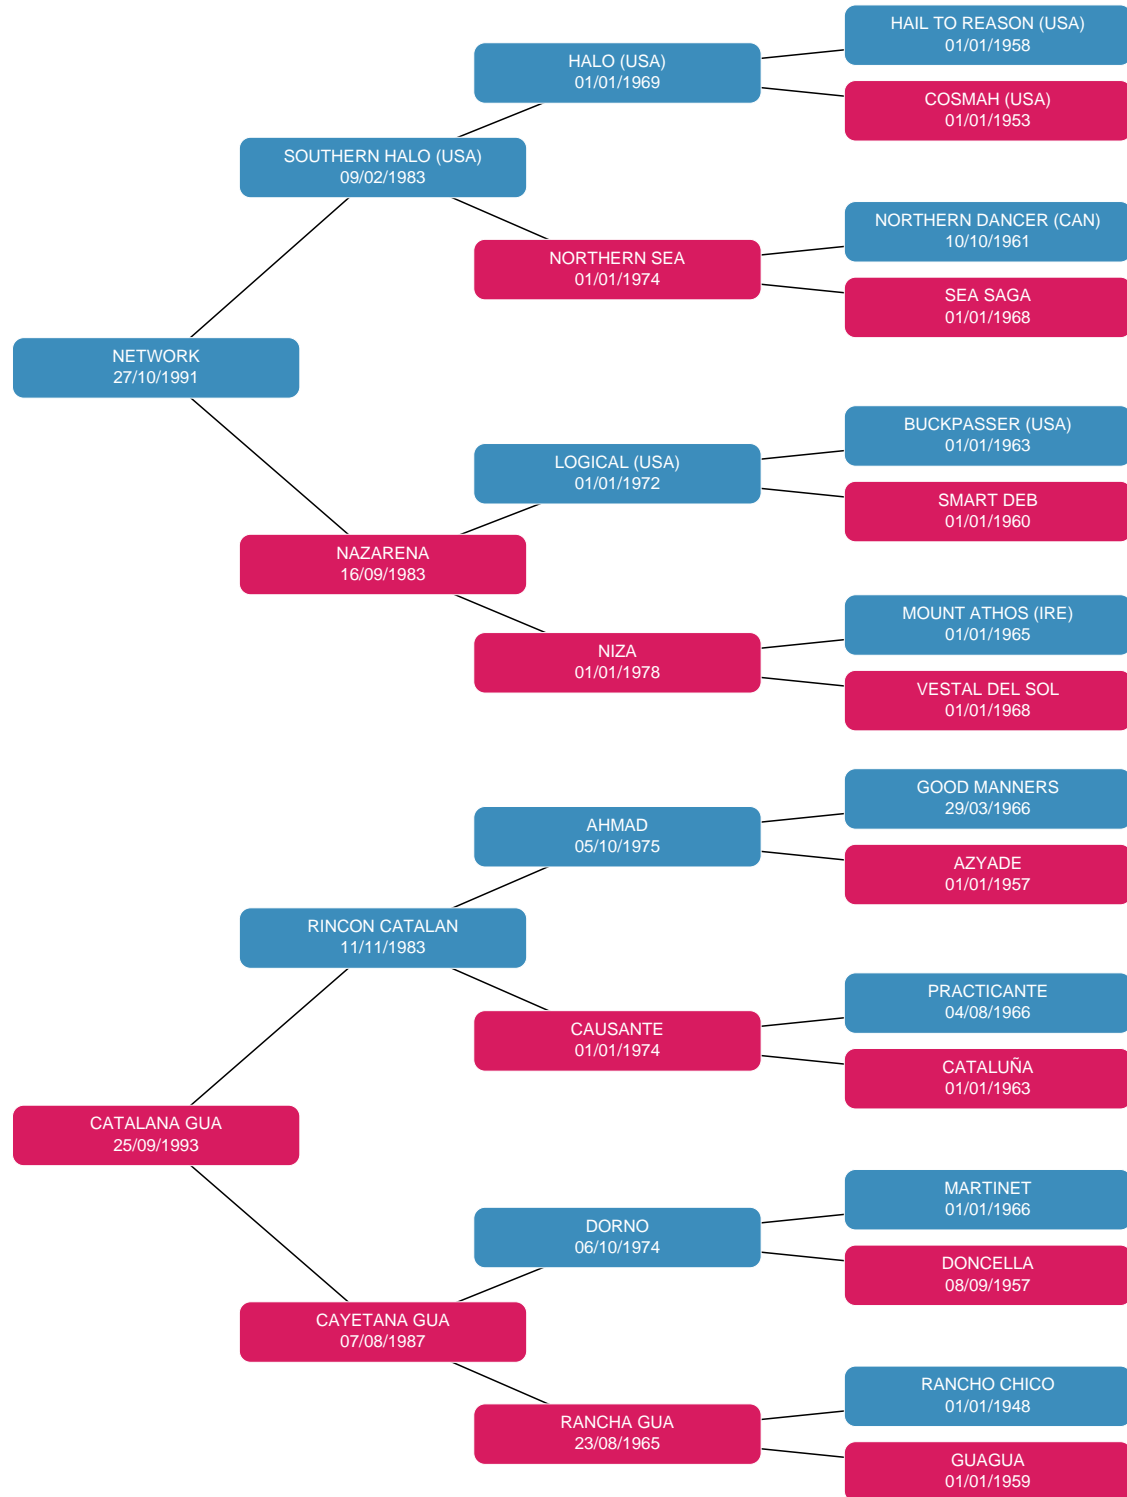 HAIL TO REASON (USA)
01/01/1958
HALO (USA)
01/01/1969
COSMAH (USA)
01/01/1953
SOUTHERN HALO (USA)
09/02/1983
NORTHERN DANCER (CAN)
10/10/1961
NORTHERN SEA
01/01/1974
SEA SAGA
01/01/1968
NETWORK
27/10/1991
BUCKPASSER (USA)
01/01/1963
LOGICAL (USA)
01/01/1972
SMART DEB
01/01/1960
NAZARENA
16/09/1983
MOUNT ATHOS (IRE)
01/01/1965
NIZA
01/01/1978
VESTAL DEL SOL
01/01/1968
GOOD MANNERS
29/03/1966
AHMAD
05/10/1975
AZYADE
01/01/1957
RINCON CATALAN
11/11/1983
PRACTICANTE
04/08/1966
CAUSANTE
01/01/1974
CATALUÑA
01/01/1963
CATALANA GUA
25/09/1993
MARTINET
01/01/1966
DORNO
06/10/1974
DONCELLA
08/09/1957
CAYETANA GUA
07/08/1987
RANCHO CHICO
01/01/1948
RANCHA GUA
23/08/1965
GUAGUA
01/01/1959